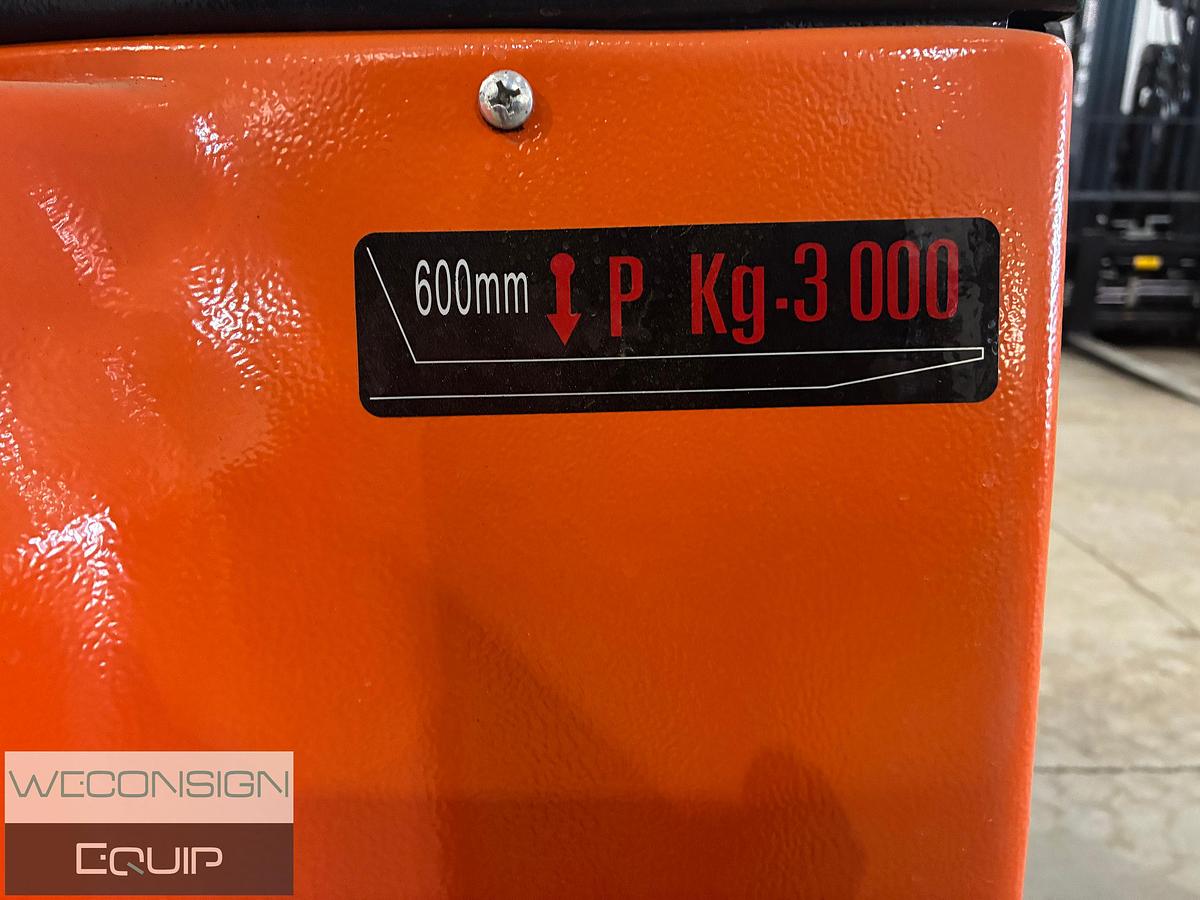 600mm P Kg-3 000
WECONSIGN
EQUIP